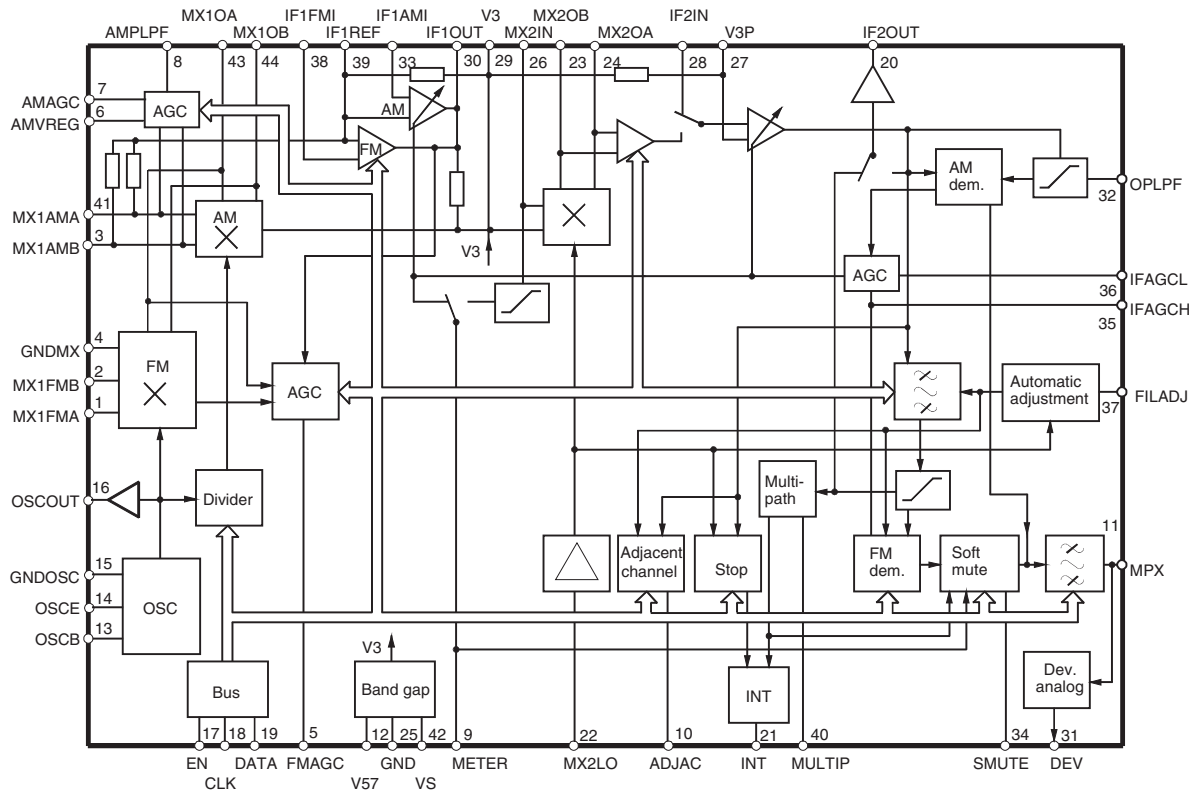 MX1OA IF1FMI IF1AMI V3 MX2OB IF2IN
AMPLPF MX1OB IF1REF IF1OUT MX2IN MX2OA V3P IF2OUT
8 43 44 38 39 33 30 29 26 23 24 28 27 20
7
AMAGC
6
AMVREG
AGC
AM
FM
41
MX1AMA
3
MX1AMB
AM
V3
AM
dem.
32
OPLPF
AGC
36
IFAGCL
35
IFAGCH
4
GNDMX
2
MX1FMB
1
MX1FMA
FM
AGC
Automatic
adjustment
37
FILADJ
16
OSCOUT
Divider
Multi-
path
15
GNDOSC
14
OSCE
13
OSCB
OSC
Adjacent
channel
Stop
FM
dem.
Soft
mute
11
MPX
V3
Bus
Band gap
INT
Dev.
analog
17 18 19 5 12 25 42 9 22 10 21 40 34 31
EN DATA FMAGC GND METER MX2LO ADJAC INT MULTIP SMUTE DEV
CLK V57 VS